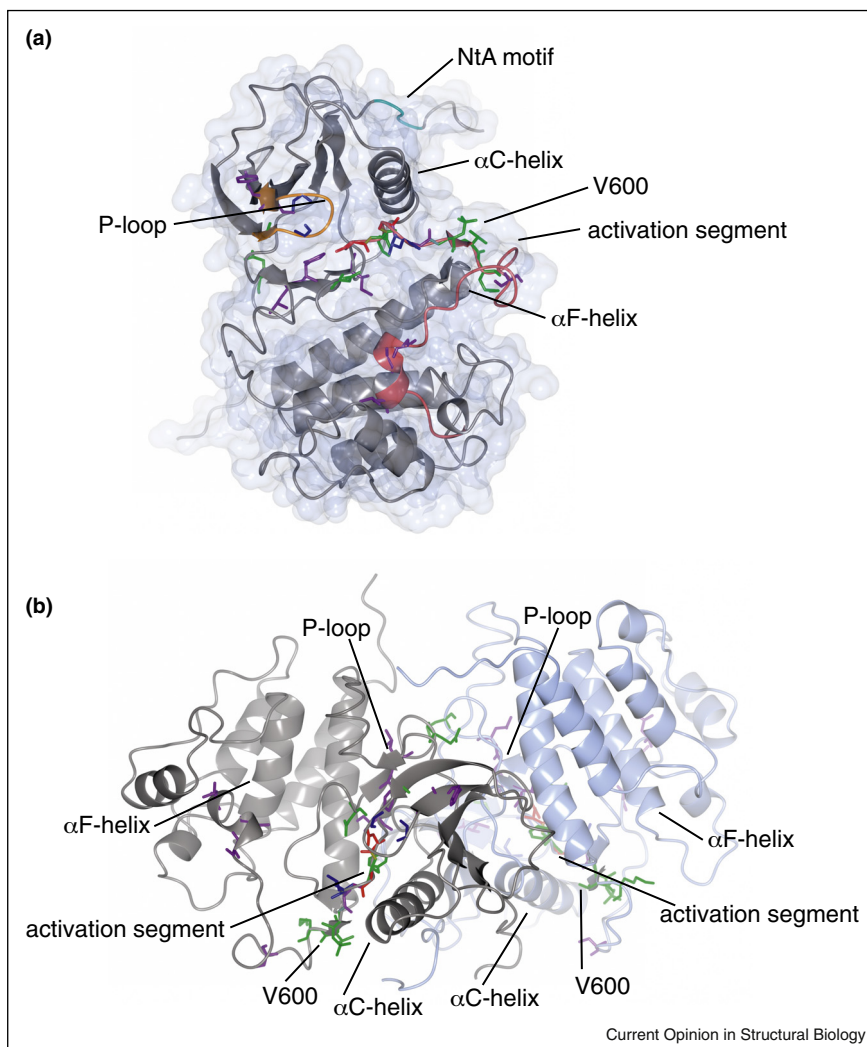 (a)
NtA motif
αC-helix
V600
P-loop
activation segment
αF-helix
(b)
P-loop
P-loop
αF-helix
αF-helix
activation segment
activation segment
V600
αC-helix
αC-helix
V600
Current Opinion in Structural Biology